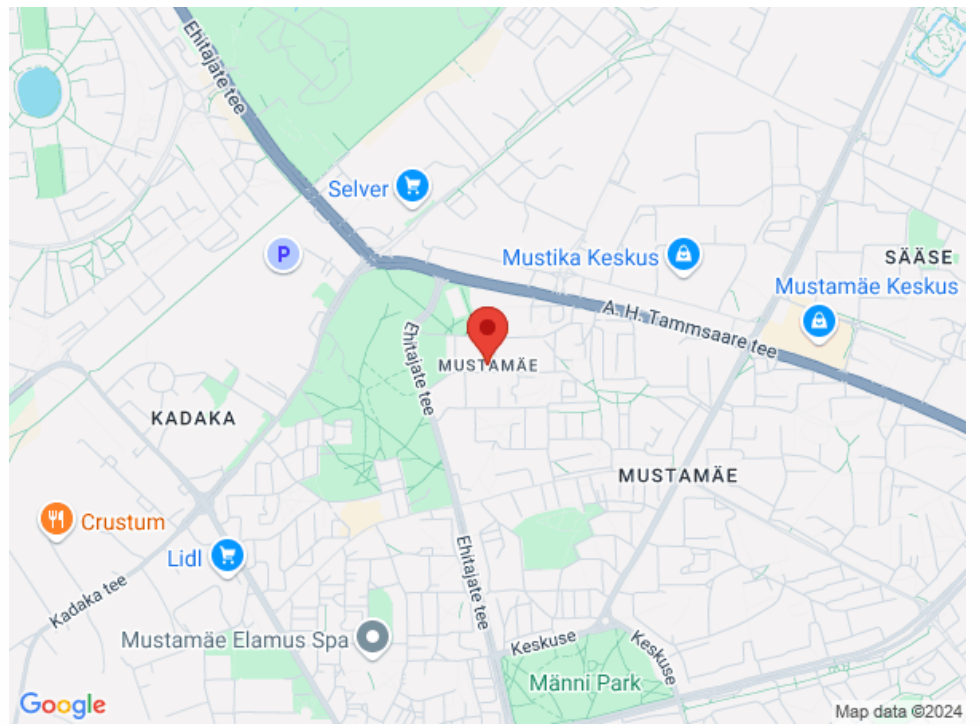 Ehitajate tee
Selver
P
Mustika Keskus
SÄÄSE
Mustamäe Keskus
A. H. Tammsaare tee
Ehitajate tee
MUSTAMÄE
KADAKA
MUSTAMÄE
Crustum
Lidl
Ehitajate tee
Kadaka tee
Mustamäe Elamus Spa
Keskuse
Keskuse
Männi Park
Google
Map data ©2024